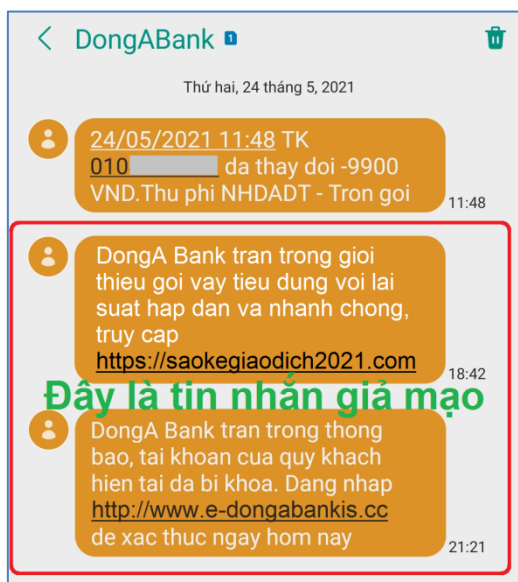 DongABank 1
Thứ hai, 24 tháng 5, 2021
24/05/2021 11:48 TK
010 da thay doi -9900
VND.Thu phi NHDADT - Tron goi
11:48
DongA Bank tran trong gioi
thieu goi vay tieu dung voi lai
suat hap dan va nhanh chong,
truy cap
https://saokegiaodich2021.com
18:42
Đây là tin nhắn giả mạo
DongA Bank tran trong thong
bao, tai khoan cua quy khach
hien tai da bi khoa. Dang nhap
http://www.e-dongabankis.cc
de xac thuc ngay hom nay
21:21